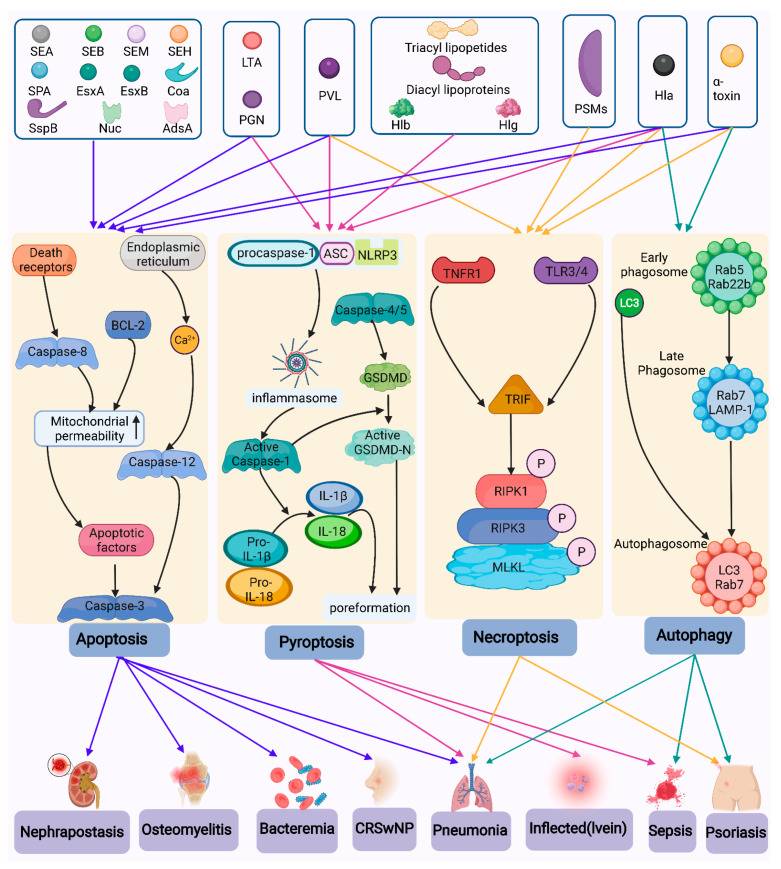 SEA SEB SEM SEH
SPA EsxA EsxB Coa
SspB Nuc AdsA
LTA
PGN
PVL
Triacyl lipopetides
Diacyl lipoproteins
Hlb Hlg
PSMs
Hla
α-
toxin
Death
receptors
Endoplasmic
reticulum
BCL-2
Ca²⁺
Caspase-8
Mitochondrial
permeability
Caspase-12
Apoptotic
factors
Caspase-3
procaspase-1 ASC NLRP3
Caspase-4/5
GSDMD
inflammasome
Active
Caspase-1
Active
GSDMD-N
IL-1β
IL-18
Pro-
IL-1β
Pro-
IL-18
poreformation
TNFR1
TLR3/4
TRIF
P
RIPK1
RIPK3
P
MLKL
P
Early
phagosome
Rab5
Rab22b
LC3
Late
Phagosome
Rab7
LAMP-1
Autophagosome
LC3
Rab7
Apoptosis
Pyroptosis
Necroptosis
Autophagy
Nephrapostasis
Osteomyelitis
Bacteremia
CRSwNP
Pneumonia
Inflected(lvein)
Sepsis
Psoriasis